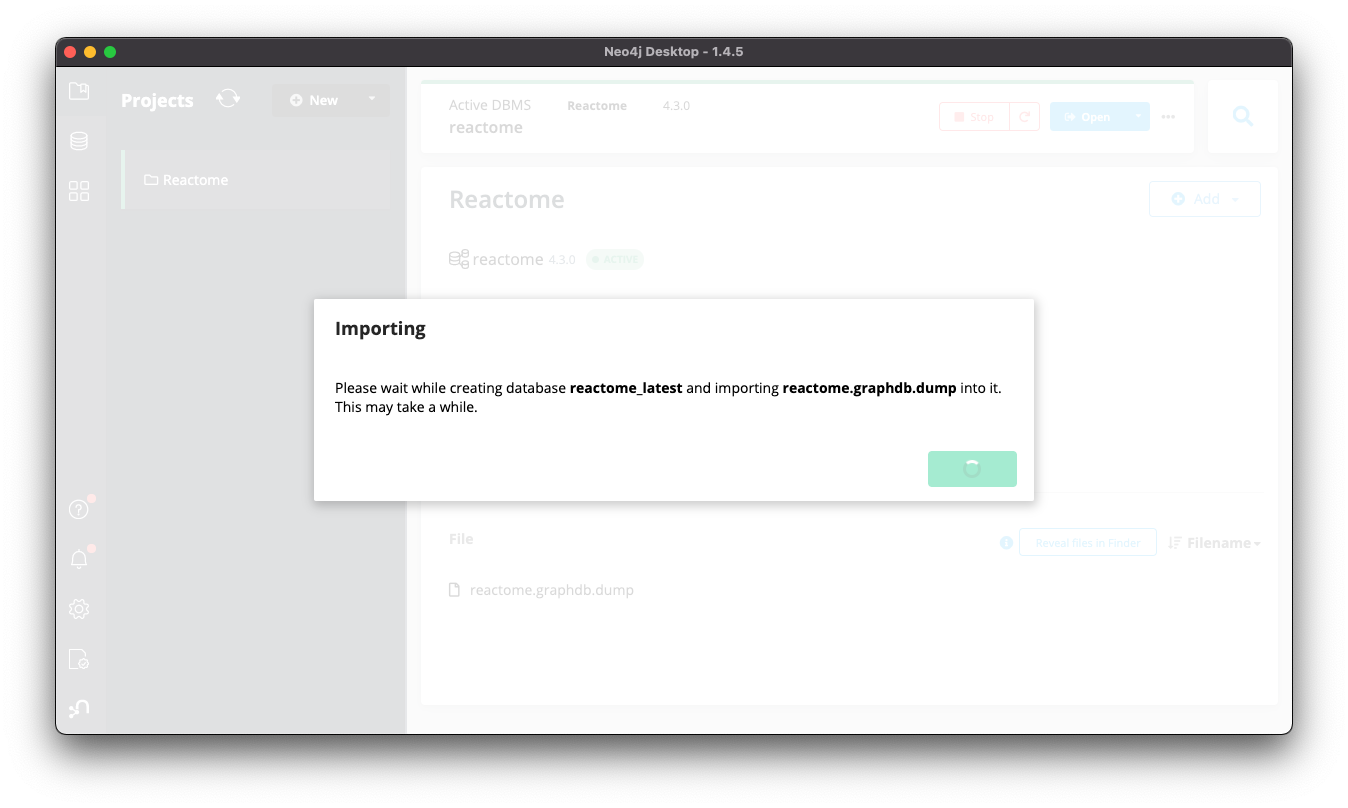 Neo4j Desktop - 1.4.5
Projects
New
Reactome
Active DBMS
reactome
Reactome
4.3.0
Stop
Open
Reactome
Add
reactome 4.3.0 ACTIVE
Importing
Please wait while creating database reactome_latest and importing reactome.graphdb.dump into it.
This may take a while.
File
Reveal files in Finder
Filename
reactome.graphdb.dump